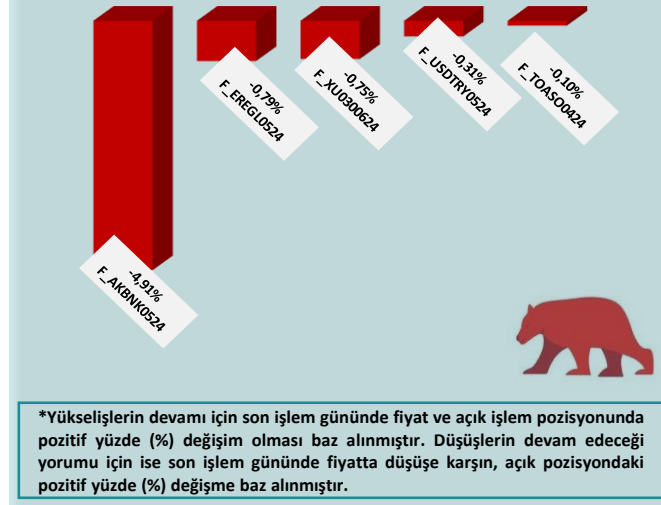 -4,91%
F_AKBNK0524
-0,79%
F_EREGL0524
-0,75%
F_XU0300624
-0,31%
F_USDTRY0524
-0,10%
F_TOASO0424
*Yükselişlerin devamı için son işlem gününde fiyat ve açık işlem pozisyonunda
pozitif yüzde (%) değişim olması baz alınmıştır. Düşüşlerin devam edeceği
yorumu için ise son işlem gününde fiyatta düşüşe karşın, açık pozisyondaki
pozitif yüzde (%) değişme baz alınmıştır.